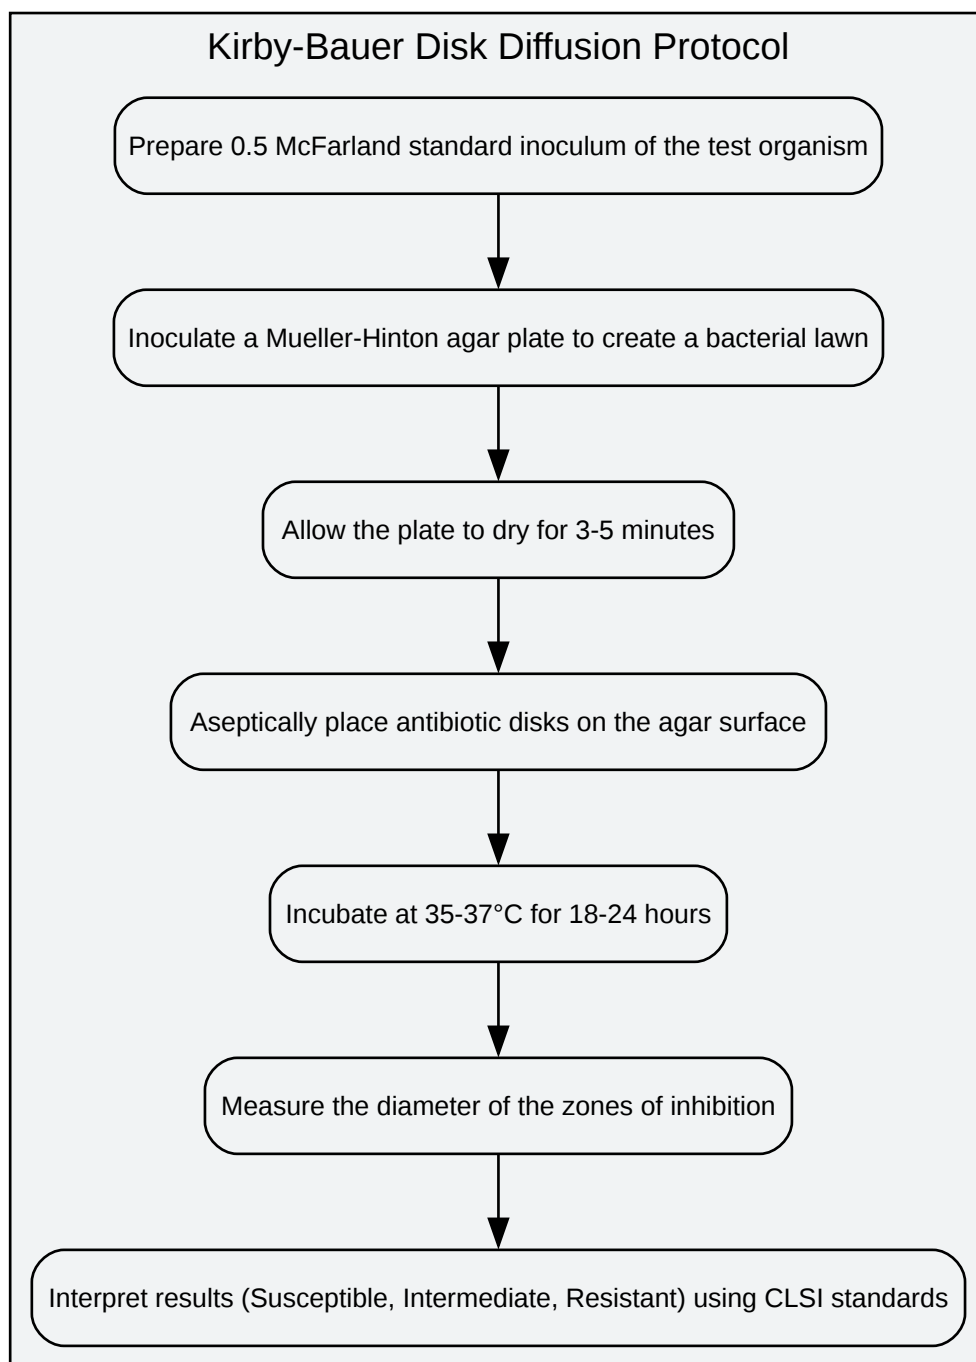 Kirby-Bauer Disk Diffusion Protocol
Prepare 0.5 McFarland standard inoculum of the test organism
Inoculate a Mueller-Hinton agar plate to create a bacterial lawn
Allow the plate to dry for 3-5 minutes
Aseptically place antibiotic disks on the agar surface
Incubate at 35-37°C for 18-24 hours
Measure the diameter of the zones of inhibition
Interpret results (Susceptible, Intermediate, Resistant) using CLSI standards